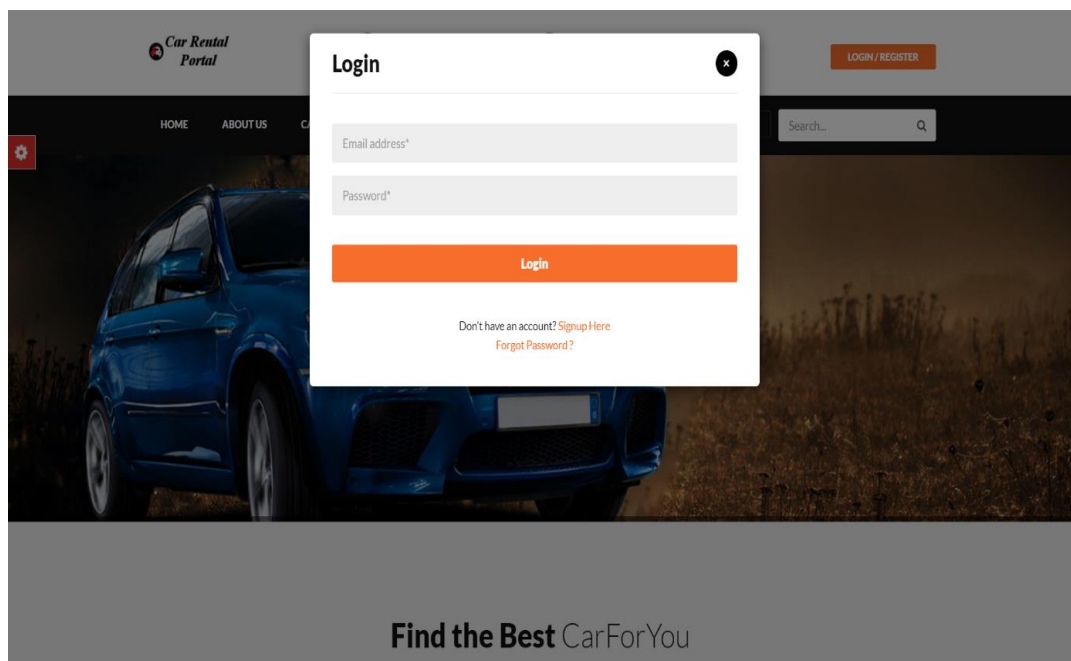 Car Rental
Portal
LOGIN / REGISTER
Login
x
HOME ABOUT US
Search...
Email address*
Password*
Login
Don't have an account? Signup Here
Forgot Password ?
Find the Best CarForYou